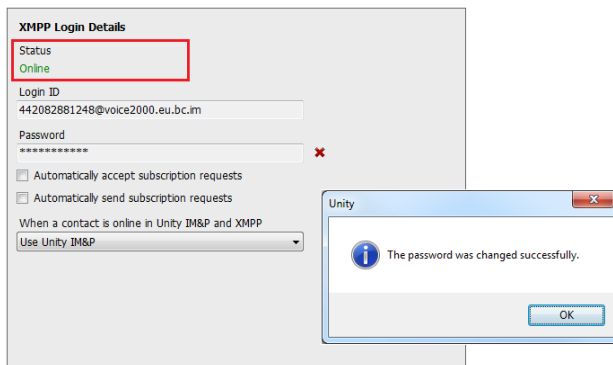 XMPP Login Details
Status
Online
Login ID
442082881248@voice2000.eu.bc.im
Password
***********
Automatically accept subscription requests
Automatically send subscription requests
When a contact is online in Unity IM&P and XMPP
Use Unity IM&P
Unity
The password was changed successfully.
OK